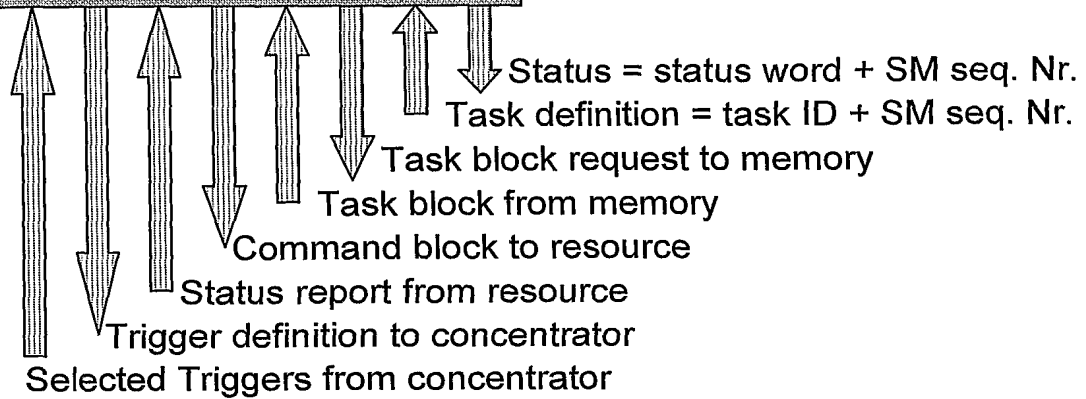 Status = status word + SM seq. Nr.
Task definition = task ID + SM seq. Nr.
Task block request to memory
Task block from memory
Command block to resource
Status report from resource
Trigger definition to concentrator
Selected Triggers from concentrator